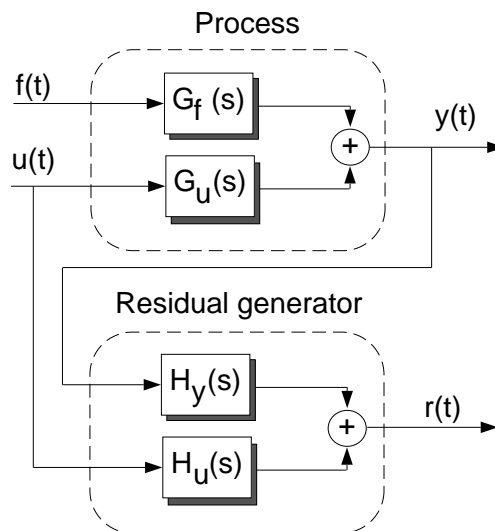 Process
f(t)
G_f (s)
y(t)
+
u(t)
G_u(s)
Residual generator
H_y(s)
r(t)
+
H_u(s)